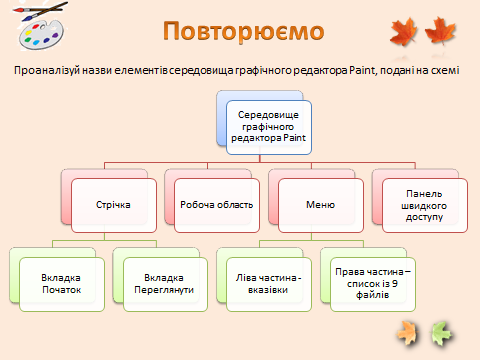 Повторюємо
Проаналізуй назви елементів середовища графічного редактора Paint, подані на схемі
Середовище
графічного
редактора Paint
Стрічка
Робоча область
Меню
Панель
швидкого
доступу
Вкладка
Початок
Вкладка
Переглянути
Ліва частина -
вказівки
Права частина –
список із 9
файлів